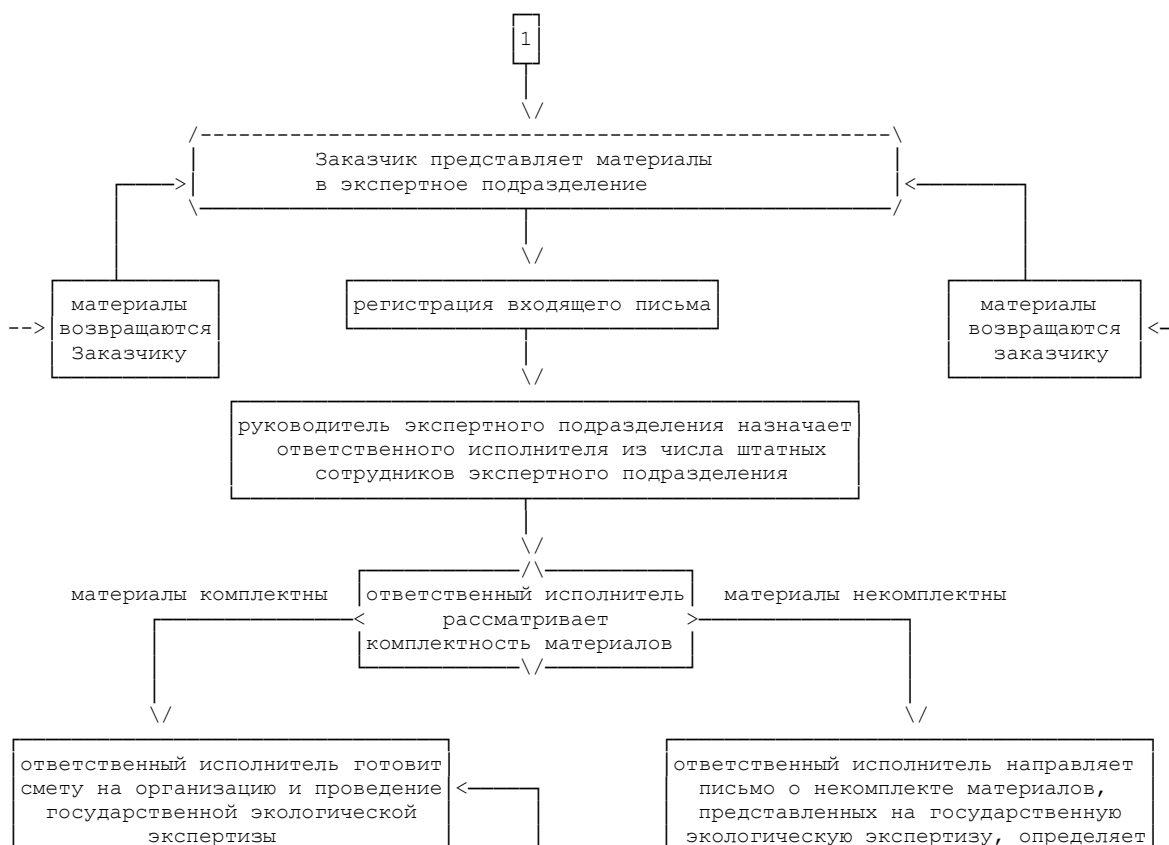 1
Заказчик представляет материалы
в экспертное подразделение
материалы
возвращаются
Заказчику
регистрация входящего письма
материалы
возвращаются
заказчику
руководитель экспертного подразделения назначает
ответственного исполнителя из числа штатных
сотрудников экспертного подразделения
материалы комплектны
ответственный исполнитель
рассматривает
комплектность материалов
материалы некомплектны
ответственный исполнитель готовит
смету на организацию и проведение
государственной экологической
экспертизы
ответственный исполнитель направляет
письмо о некомплекте материалов,
представленных на государственную
экологическую экспертизу, определяет